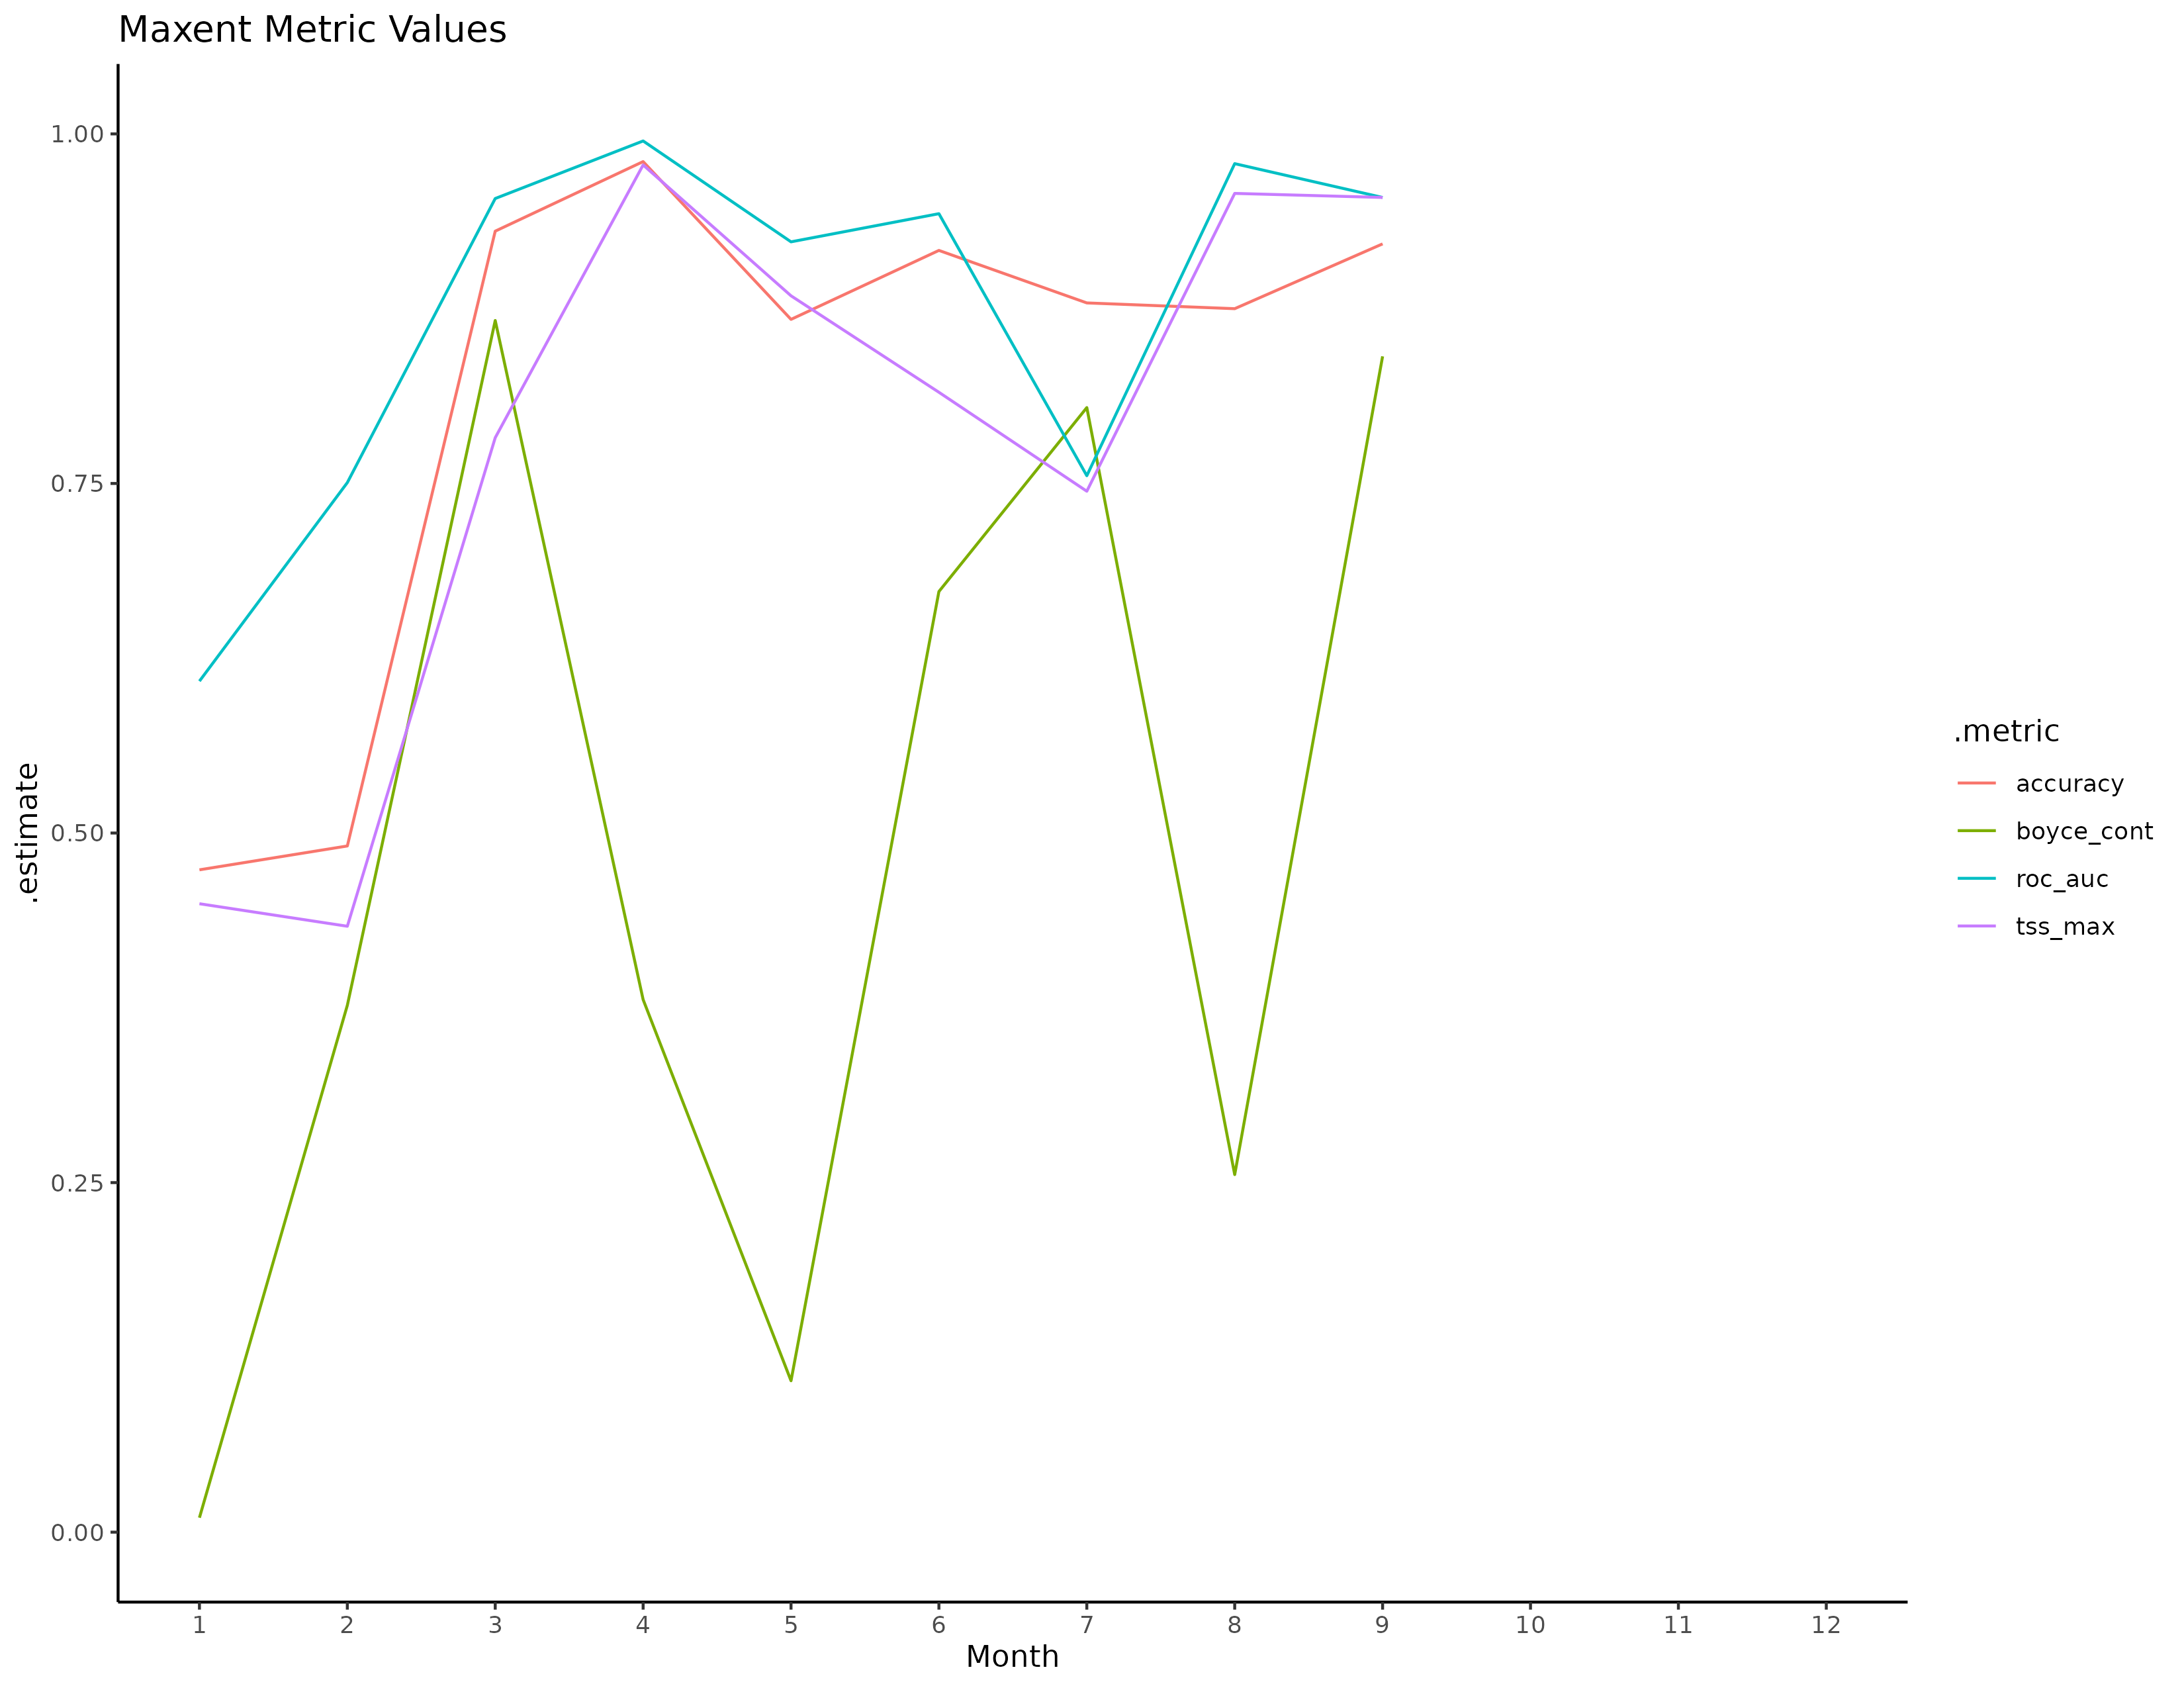 Maxent Metric Values
1.00
0.75
0.50
0.25
0.00
.estimate
1 2 3 4 5 6 7 8 9 10 11 12
Month
.metric
accuracy
boyce_cont
roc_auc
tss_max